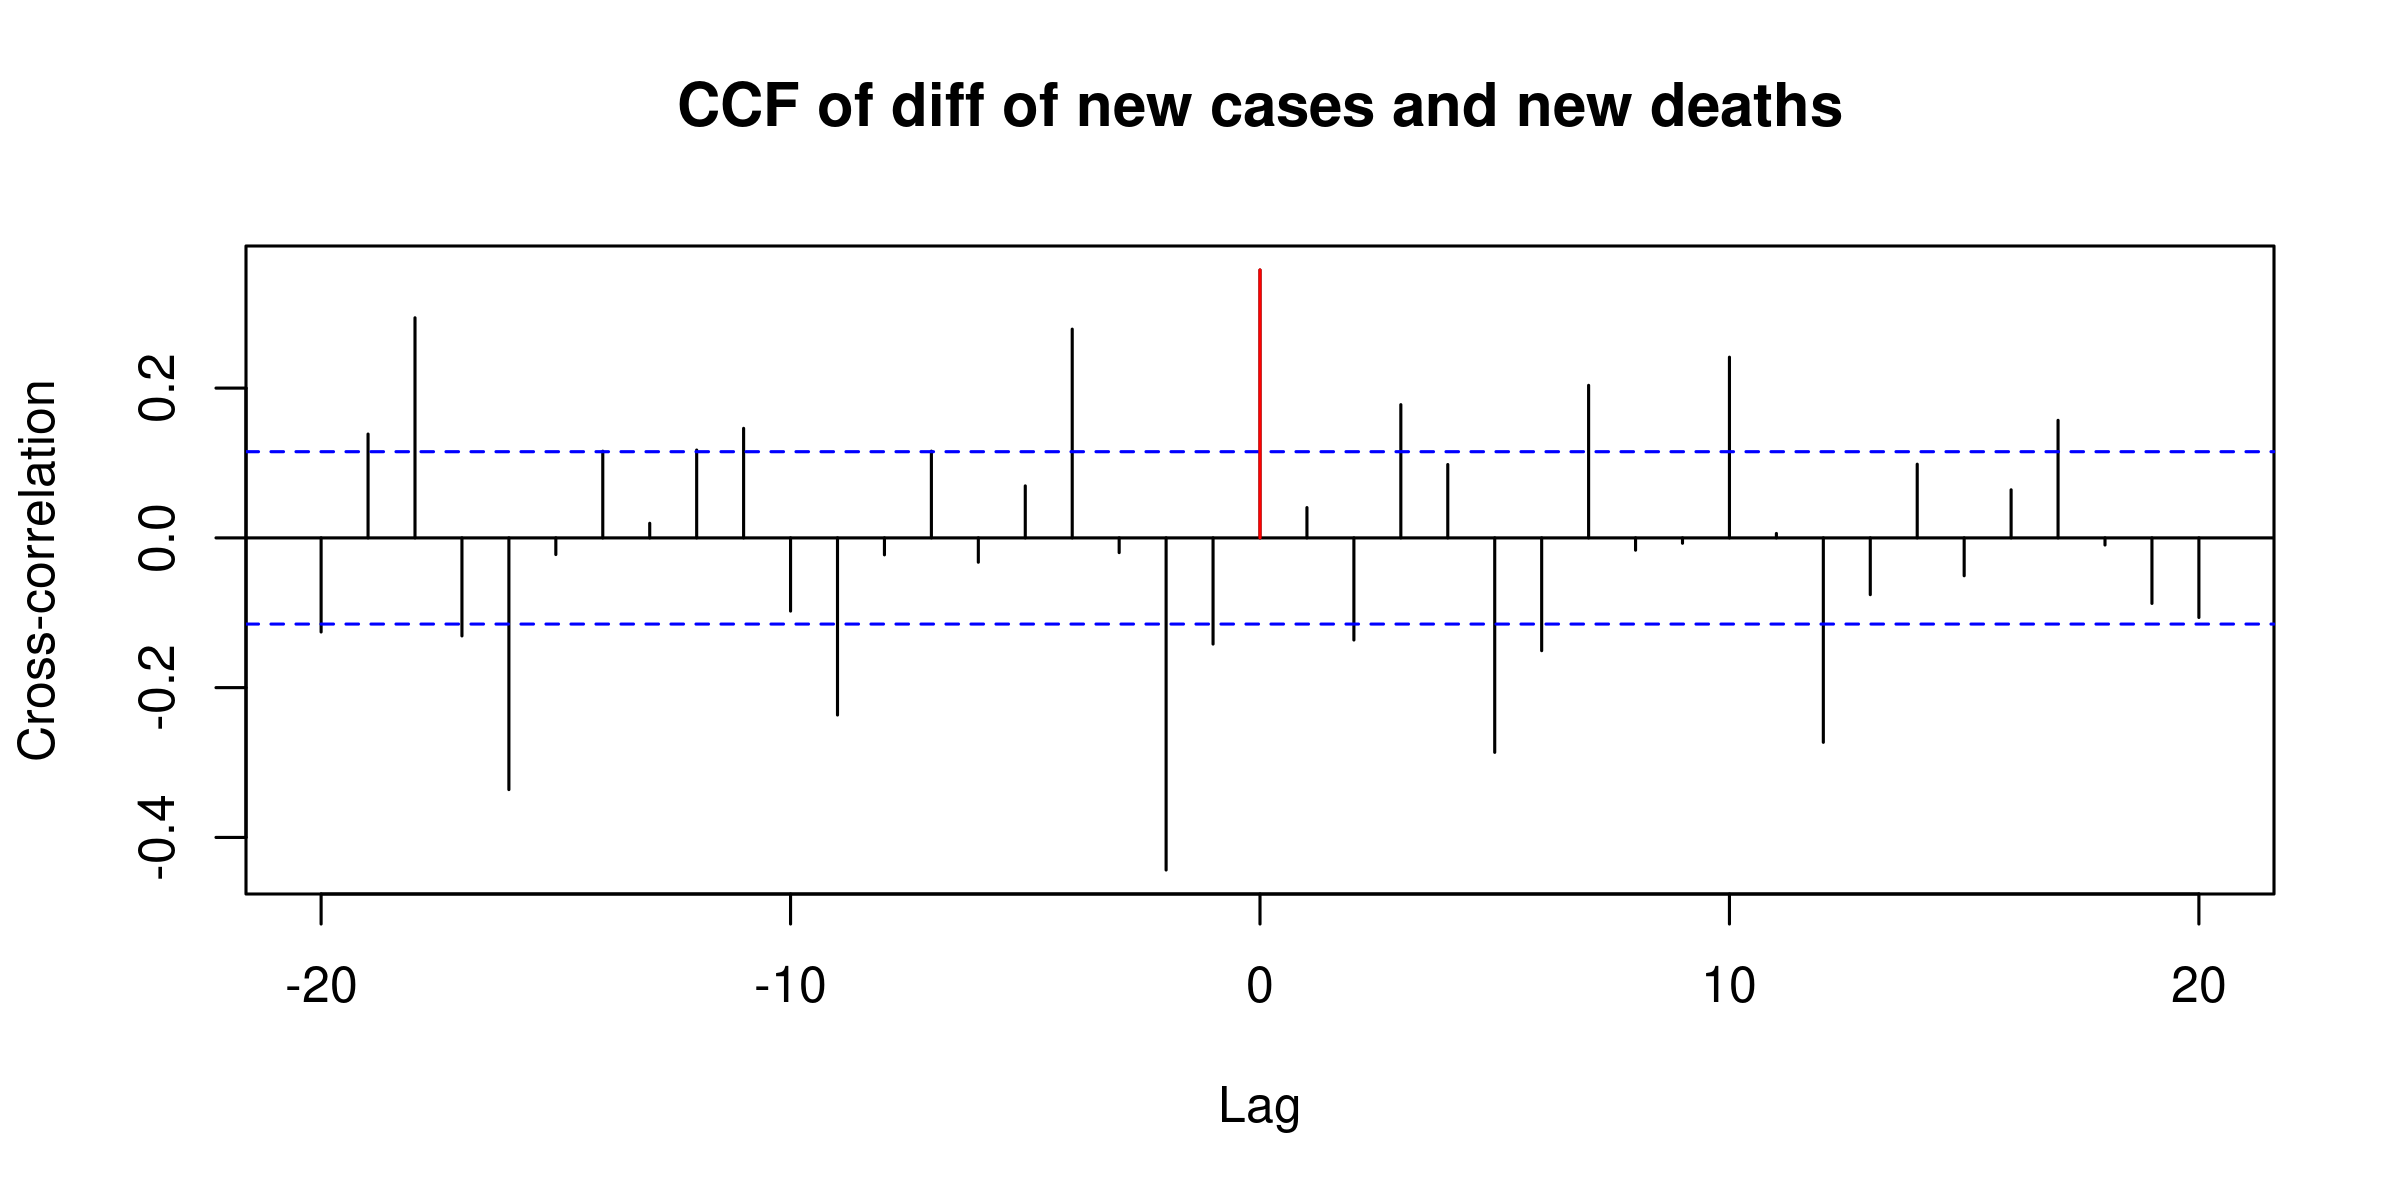 CCF of diff of new cases and new deaths
Cross-correlation
0.2
0.0
-0.2
-0.4
-20 -10 0 10 20
Lag